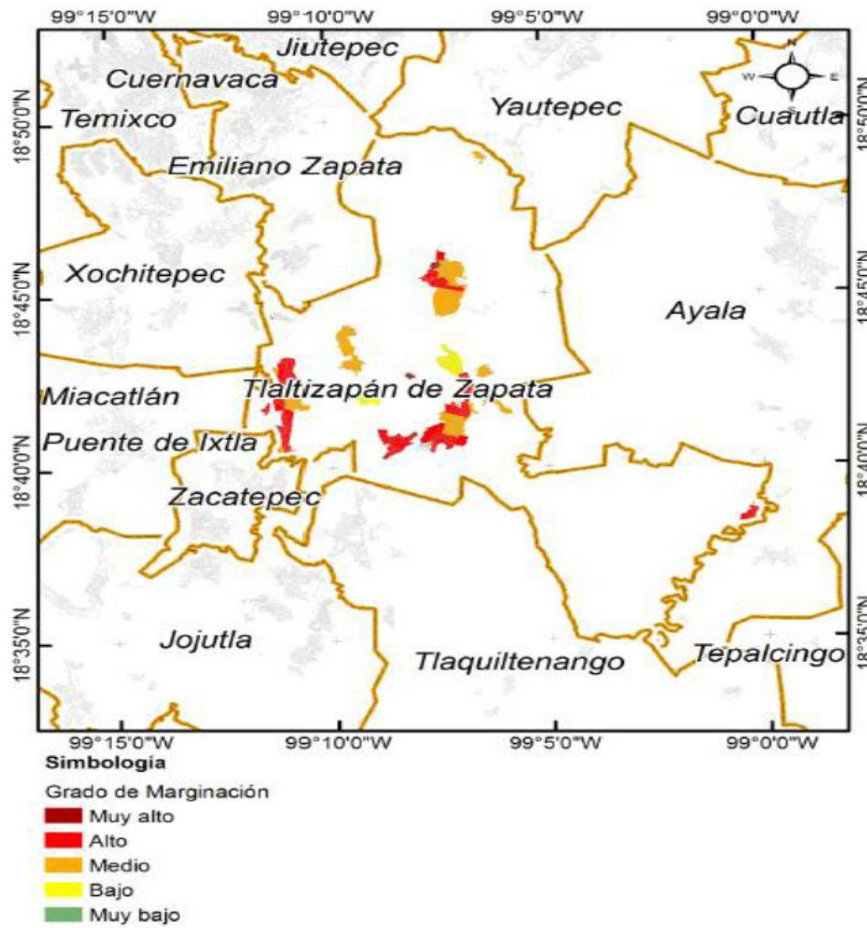 99°15'0"W 99°10'0"W 99°5'0"W 99°0'0"W
Jiutepec
N
Cuernavaca
W E
Yautepec
S
Temixco
Cuautla
18°50'0"N
18°50'0"N
Emiliano Zapata
Xochitepec
18°45'0"N
18°45'0"N
Ayala
Tlaltizapán de Zapata
Miacatlán
Puente de Ixtla
18°40'0"N
18°40'0"N
Zacatepec
Jojutla
18°35'0"N
18°35'0"N
Tlaquiltenango
Tepalcingo
99°15'0"W 99°10'0"W 99°5'0"W 99°0'0"W
Simbología
Grado de Marginación
Muy alto
Alto
Medio
Bajo
Muy bajo